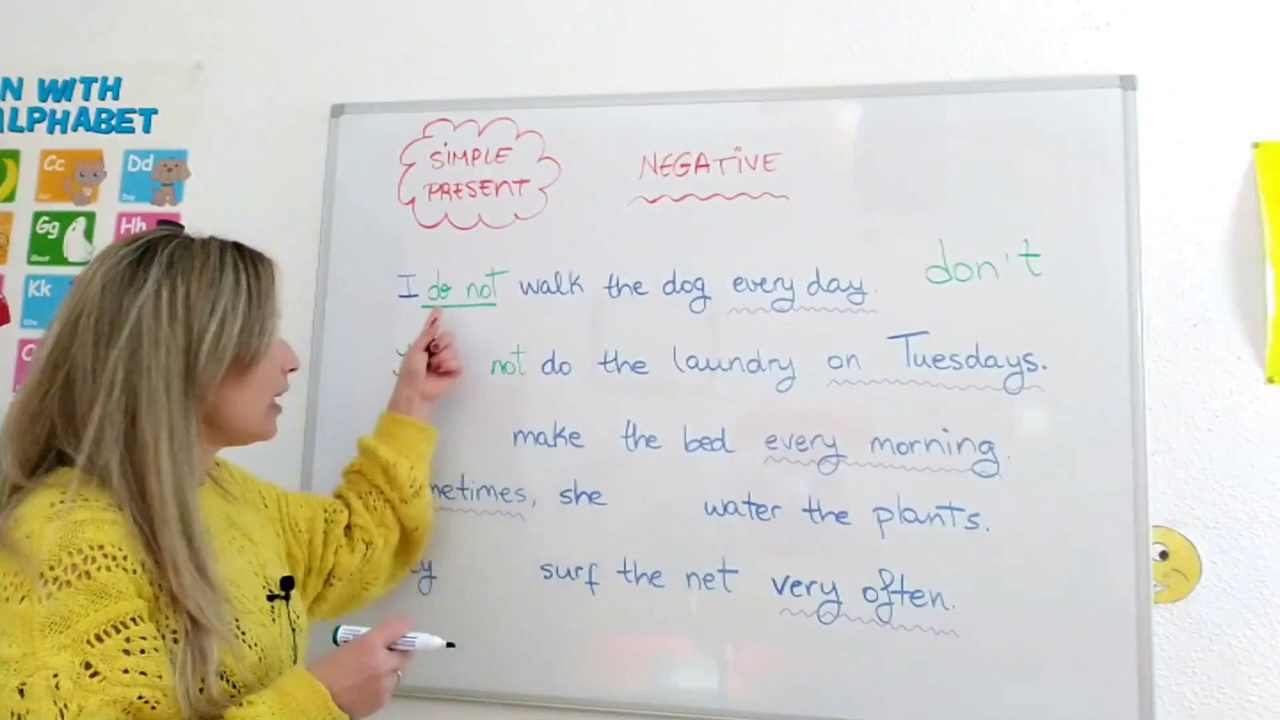 N WITH
ALPHABET
Cc
Dd
Gg
Hh
Kk
SiMPLE
PRESENT
NEGATiVE
I do not walk the dog every day.
don't
not do the laundry on Tuesdays.
make the bed every morning.
metimes, she water the plants.
y surf the net very often.